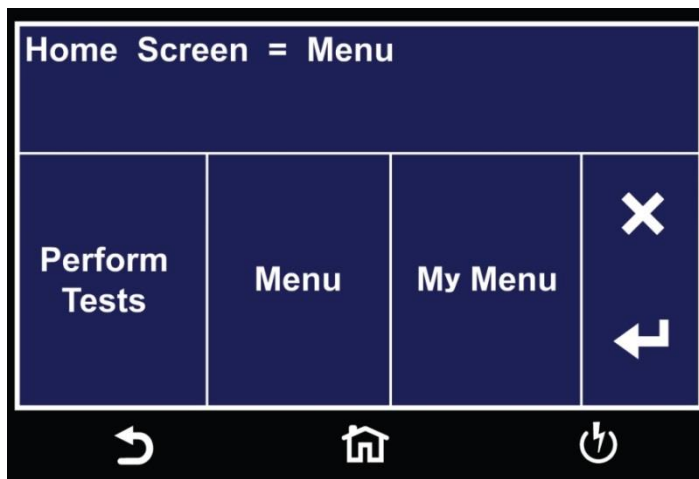 Home Screen = Menu
Perform
Tests
Menu
My Menu